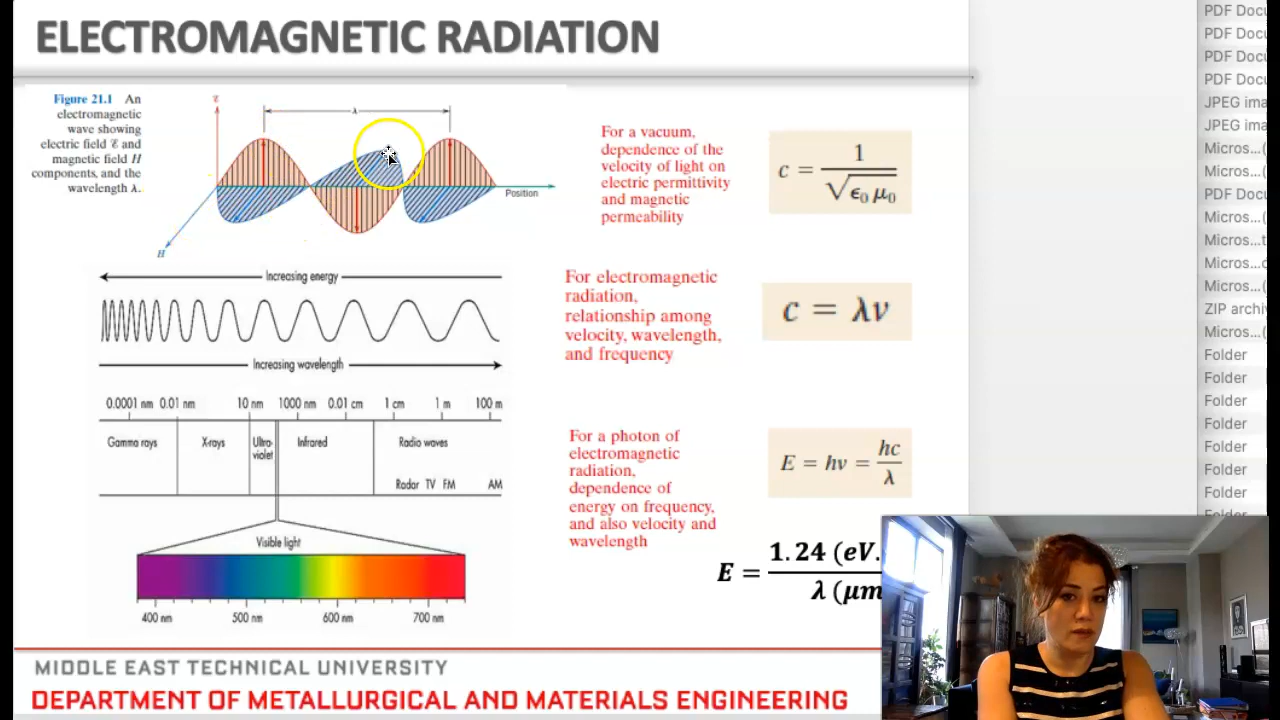 ELECTROMAGNETIC RADIATION
Figure 21.1 An
electromagnetic
wave showing
electric field ℰ and
magnetic field H
components, and the
wavelength λ.
ℰ
λ
Position
H
For a vacuum,
dependence of the
velocity of light on
electric permittivity
and magnetic
permeability
c = 1 / √ϵ₀ μ₀
Increasing energy
Increasing wavelength
For electromagnetic
radiation,
relationship among
velocity, wavelength,
and frequency
c = λν
0.0001 nm 0.01 nm 10 nm 1000 nm 0.01 cm 1 cm 1 m 100 m
Gamma rays X-rays Ultra-
violet Infrared Radio waves
Radar TV FM AM
Visible light
400 nm 500 nm 600 nm 700 nm
For a photon of
electromagnetic
radiation,
dependence of
energy on frequency,
and also velocity and
wavelength
E = hν = hc / λ
E = 1.24 (eV. / λ (μm
MIDDLE EAST TECHNICAL UNIVERSITY
DEPARTMENT OF METALLURGICAL AND MATERIALS ENGINEERING
PDF Docu
PDF Docu
PDF Docu
PDF Docu
JPEG ima
JPEG ima
Micros...(
Micros...(
PDF Docu
Micros...(
Micros...t
Micros...c
Micros...(
ZIP archi
Micros...(
Folder
Folder
Folder
Folder
Folder
Folder
Folder